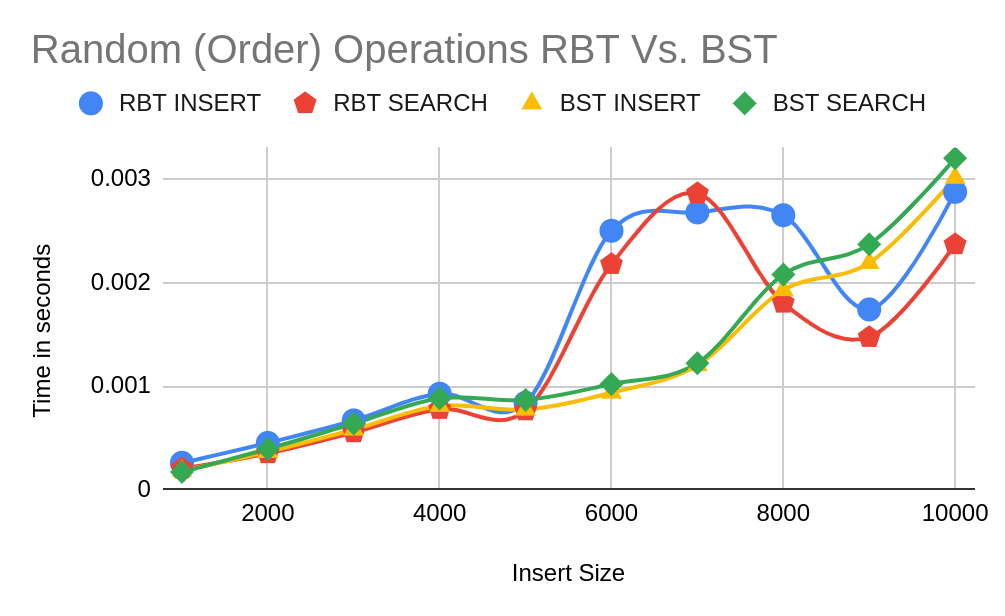 Random (Order) Operations RBT Vs. BST
RBT INSERT RBT SEARCH BST INSERT BST SEARCH
0.003
0.002
0.001
0
Time in seconds
2000 4000 6000 8000 10000
Insert Size